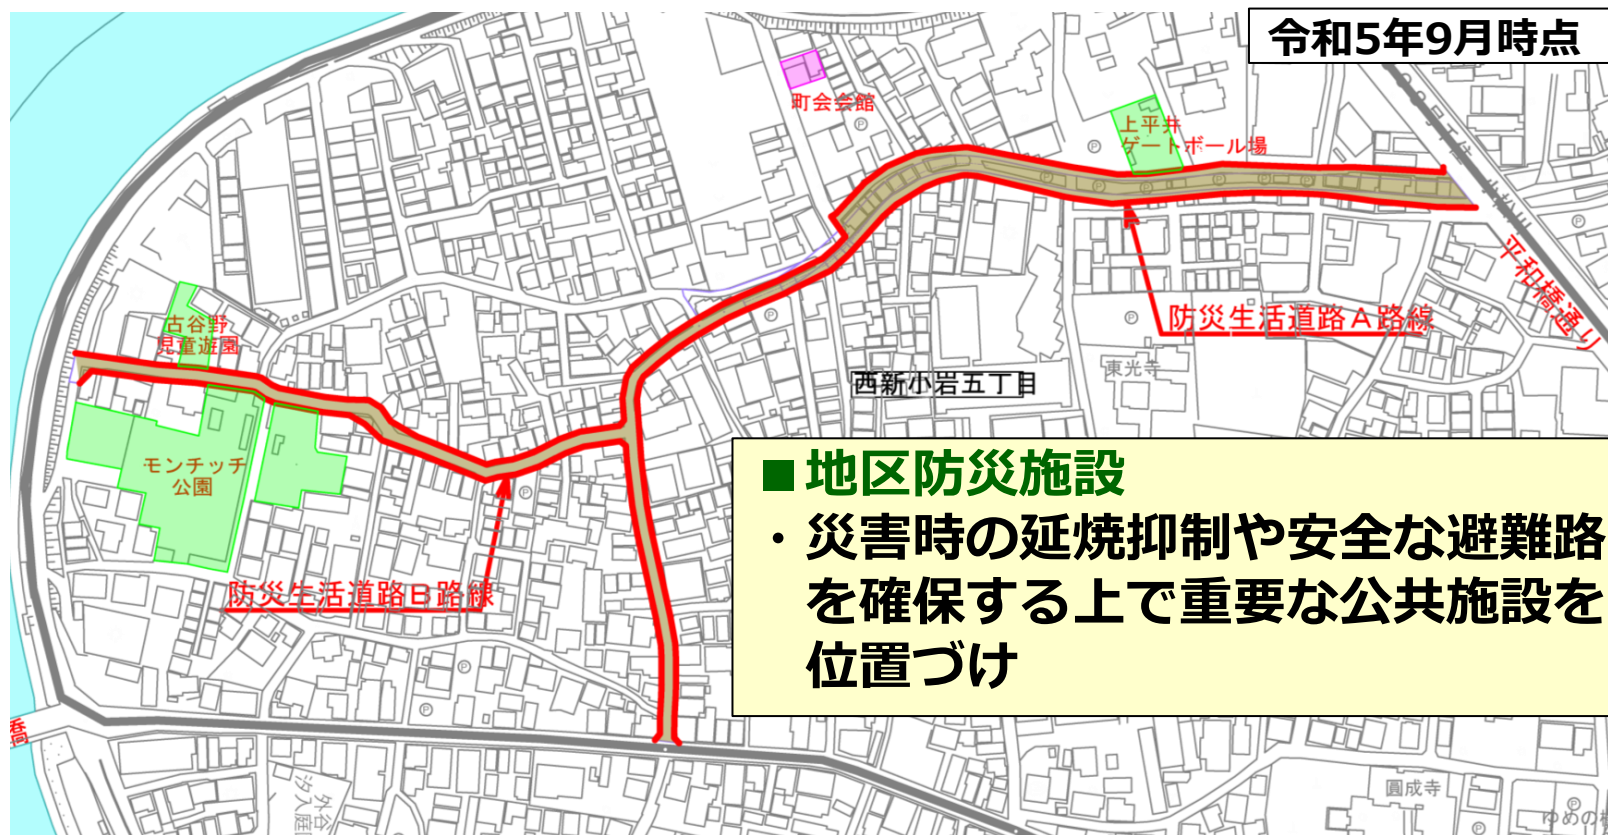 令和5年9月時点
町会会館
上平井
ゲートボール場
平和橋通り
防災生活道路A路線
古谷野
児童遊園
東光寺
西新小岩五丁目
モンチッチ
公園
■地区防災施設
・災害時の延焼抑制や安全な避難路
を確保する上で重要な公共施設を
位置づけ
防災生活道路B路線
橋
圓成寺